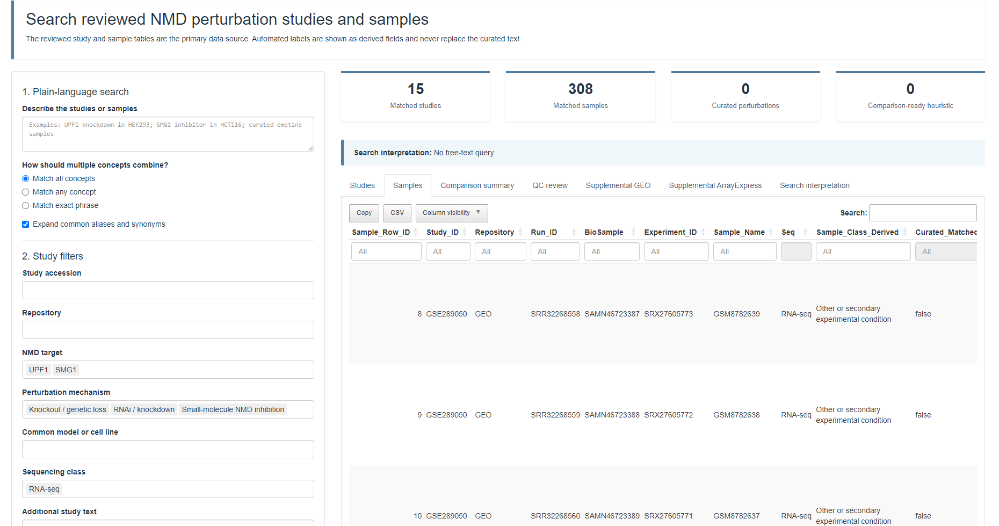 Search reviewed NMD perturbation studies and samples
The reviewed study and sample tables are the primary data source. Automated labels are shown as derived fields and never replace the curated text.
1. Plain-language search
Describe the studies or samples
Examples: UPF1 knockdown in HEK293; SMG1 inhibitor in HCT116; curated emetine
samples
How should multiple concepts combine?
Match all concepts
Match any concept
Match exact phrase
Expand common aliases and synonyms
2. Study filters
Study accession
Repository
NMD target
UPF1 SMG1
Perturbation mechanism
Knockout / genetic loss RNAi / knockdown Small-molecule NMD inhibition
Common model or cell line
Sequencing class
RNA-seq
Additional study text
15 308 0 0
Matched studies Matched samples Curated perturbations Comparison-ready heuristic
Search interpretation: No free-text query
Studies Samples Comparison summary QC review Supplemental GEO Supplemental ArrayExpress Search interpretation
Copy CSV Column visibility ▼ Search:
Sample_Row_ID Study_ID Repository Run_ID BioSample Experiment_ID Sample_Name Seq Sample_Class_Derived Curated_Matched
All All All All All All All All All
8 GSE289050 GEO SRR32268558 SAMN46723387 SRX27605773 GSM8782639 RNA-seq Other or secondary false
experimental condition
9 GSE289050 GEO SRR32268559 SAMN46723388 SRX27605772 GSM8782638 RNA-seq Other or secondary false
experimental condition
10 GSE289050 GEO SRR32268560 SAMN46723389 SRX27605771 GSM8782637 RNA-seq Other or secondary false
experimental condition